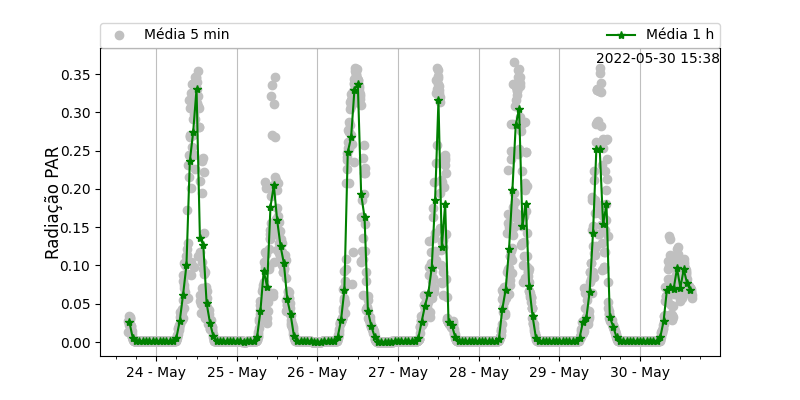 Média 5 min
Média 1 h
2022-05-30 15:38
Radiação PAR
0.35
0.30
0.25
0.20
0.15
0.10
0.05
0.00
24 - May
25 - May
26 - May
27 - May
28 - May
29 - May
30 - May